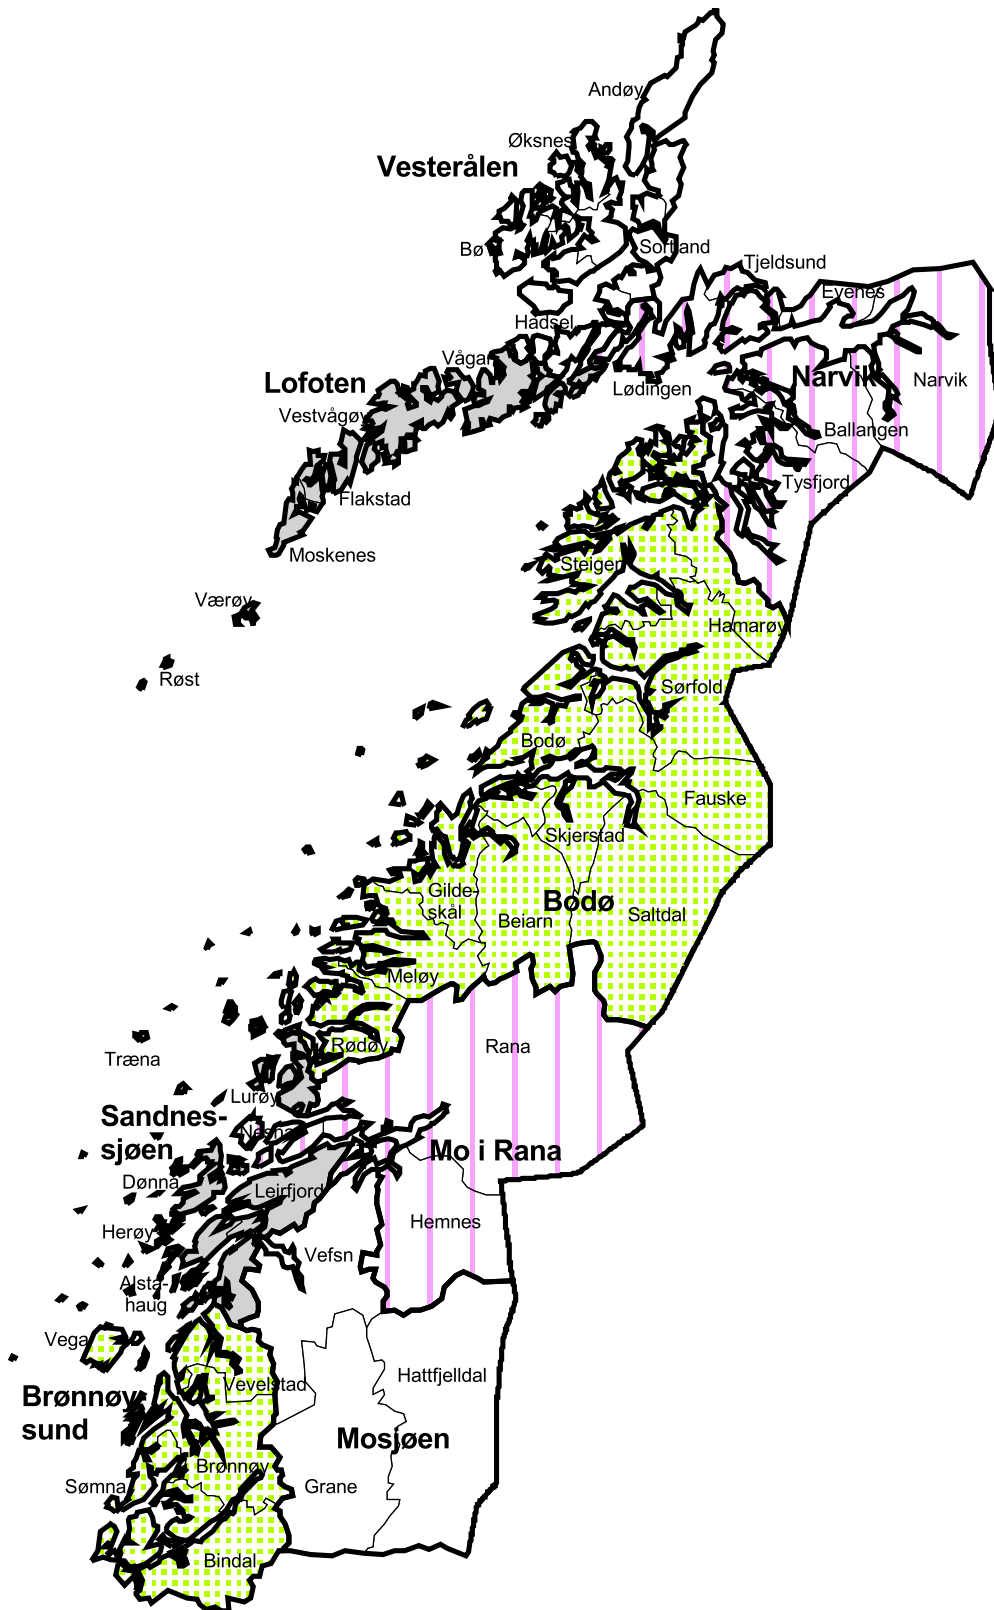 Andøy
Øksnes
Vesterålen
Bø
Sortland
Tjeldsund
Evenes
Hadsel
Vågan
Lofoten
Narvik
Narvik
Lødingen
Vestvågøy
Ballangen
Tysfjord
Flakstad
Moskenes
Steigen
Værøy
Hamarøy
Røst
Sørfold
Bodø
Fauske
Skjerstad
Gilde-
skål
Bodø
Beiarn
Saltdal
Meløy
Rødøy
Rana
Træna
Lurøy
Sandnes-
sjøen
Nesna
Mo i Rana
Dønna
Leirfjord
Herøy
Hemnes
Vefsn
Alsta-
haug
Vega
Hattfjelldal
Vevelstad
Brønnøy-
sund
Mosjøen
Brønnøy
Sømna
Grane
Bindal